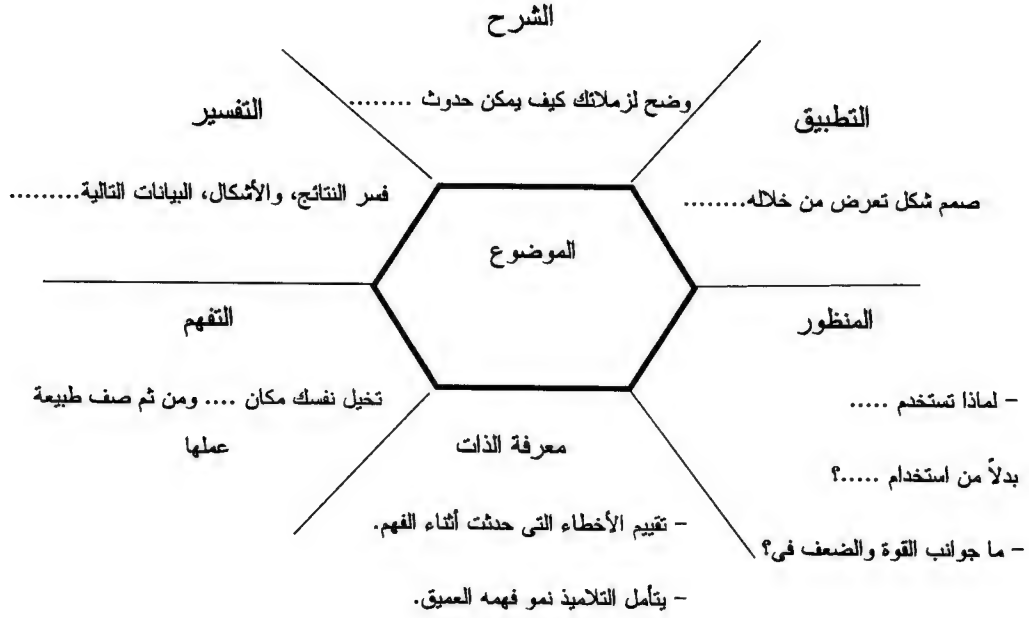 الشرح
وضح لزملائك كيف يمكن حدوث ........
التطبيق
صمم شكل تعرض من خلاله........
التفسير
فسر النتائج، والأشكال، البيانات التالية.........
الموضوع
المنظور
- لماذا تستخدم .....
بدلاً من استخدام .....؟
- ما جوانب القوة والضعف فى؟
التفهم
تخيل نفسك مكان .... ومن ثم صف طبيعة
عملها
معرفة الذات
- تقييم الأخطاء التى حدثت أثناء الفهم.
- يتأمل التلاميذ نمو فهمه العميق.